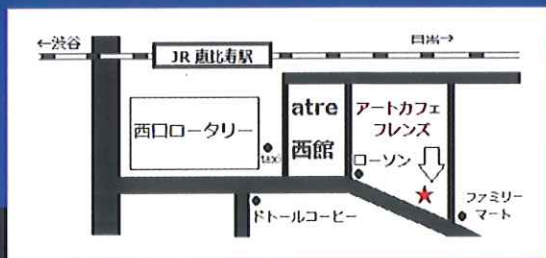 ←渋谷
目黒→
JR 恵比寿駅
西口ロータリー
taxi
atre
西館
アートカフェ
フレンズ
ローソン
ドトールコーヒー
ファミリー
マート